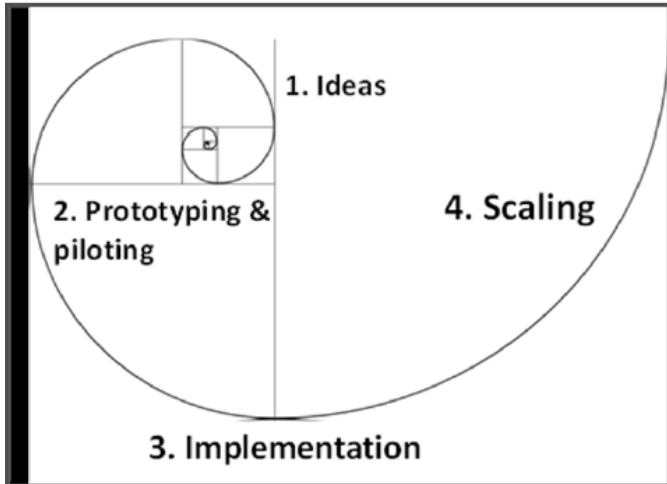 1. Ideas
2. Prototyping &
piloting
3. Implementation
4. Scaling